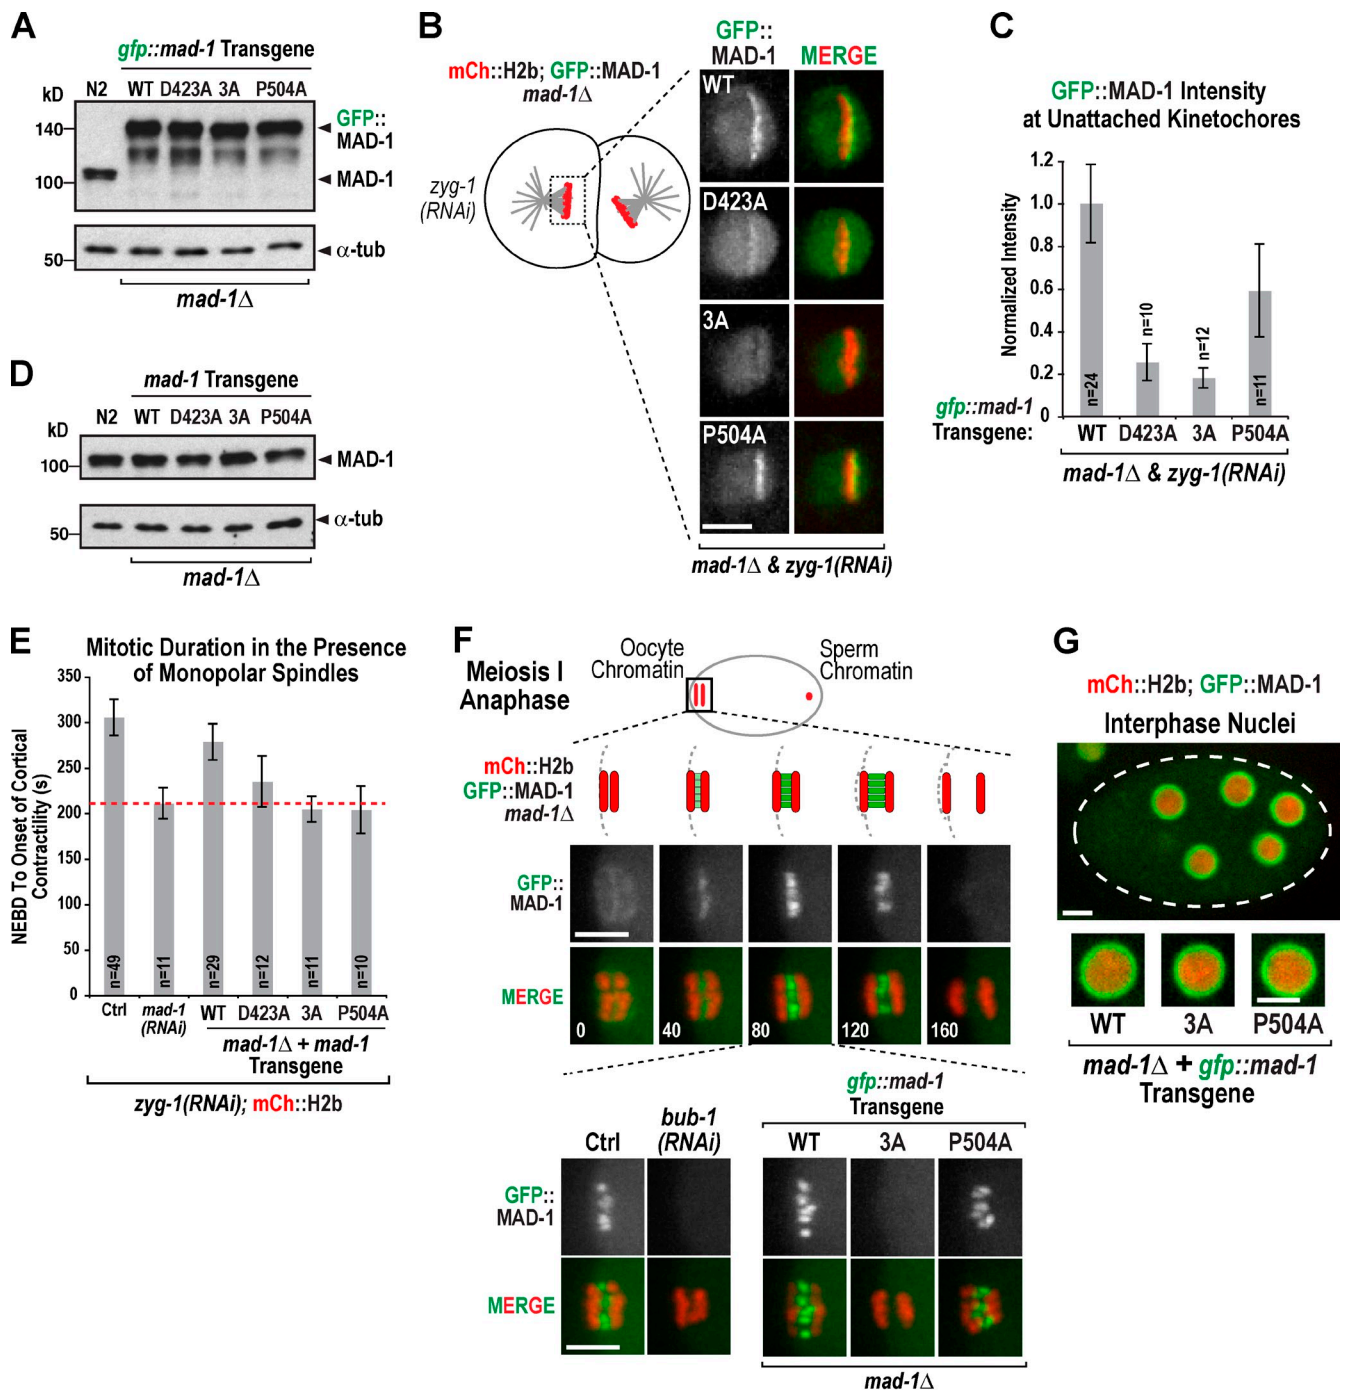 A
gfp::mad-1 Transgene
kD
N2
WT D423A 3A P504A
140
GFP::
MAD-1
100
MAD-1
50
α-tub
mad-1Δ
B
mCh::H2b; GFP::MAD-1
mad-1Δ
zyg-1
(RNAi)
GFP::
MAD-1
MERGE
WT
D423A
3A
P504A
mad-1Δ & zyg-1(RNAi)
C
GFP::MAD-1 Intensity
at Unattached Kinetochores
Normalized Intensity
1.2
1.0
0.8
0.6
0.4
0.2
0
n=24
n=10
n=12
n=11
gfp::mad-1
Transgene:
WT D423A 3A P504A
mad-1Δ & zyg-1(RNAi)
D
mad-1 Transgene
kD
N2 WT D423A 3A P504A
100
MAD-1
50
α-tub
mad-1Δ
E
Mitotic Duration in the Presence
of Monopolar Spindles
NEBD To Onset of Cortical
Contractility (s)
350
300
250
200
150
100
50
0
n=49
n=11
n=29
n=12
n=11
n=10
Ctrl
mad-1
(RNAi)
WT D423A 3A P504A
mad-1Δ + mad-1
Transgene
zyg-1(RNAi); mCh::H2b
F
Meiosis I
Anaphase
Oocyte
Chromatin
Sperm
Chromatin
mCh::H2b
GFP::MAD-1
mad-1Δ
GFP::
MAD-1
MERGE
0
40
80
120
160
Ctrl
bub-1
(RNAi)
gfp::mad-1
Transgene
WT 3A P504A
GFP::
MAD-1
MERGE
mad-1Δ
G
mCh::H2b; GFP::MAD-1
Interphase Nuclei
WT 3A P504A
mad-1Δ + gfp::mad-1
Transgene